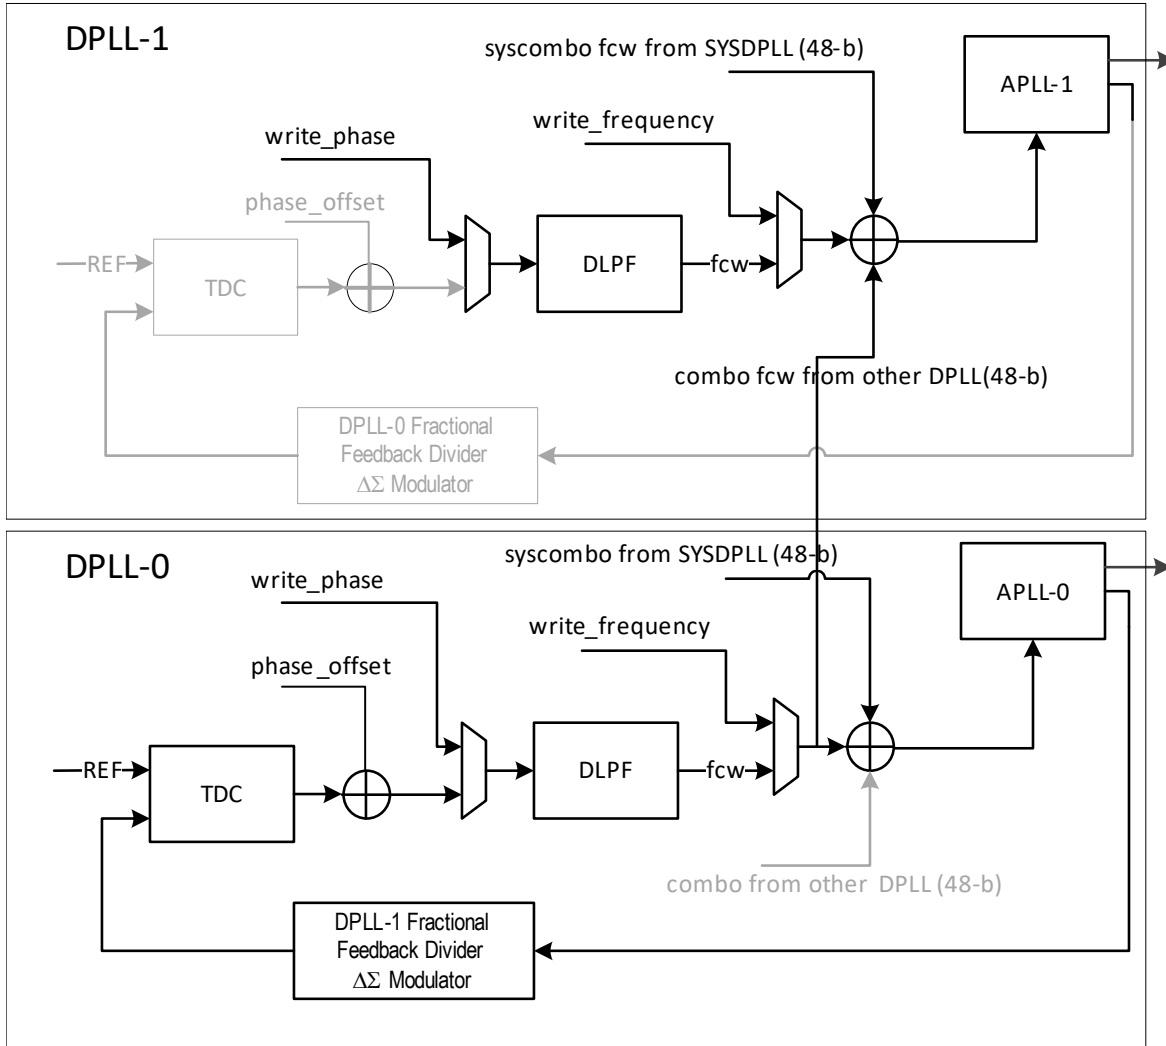 DPLL-1
syscombo fcw from SYSDPLL (48-b)
APLL-1
write_frequency
write_phase
phase_offset
REF
TDC
DLPF
fcw
combo fcw from other DPLL(48-b)
DPLL-0 Fractional
Feedback Divider
ΔΣ Modulator
DPLL-0
syscombo from SYSDPLL (48-b)
APLL-0
write_phase
write_frequency
phase_offset
REF
TDC
DLPF
fcw
combo from other DPLL (48-b)
DPLL-1 Fractional
Feedback Divider
ΔΣ Modulator